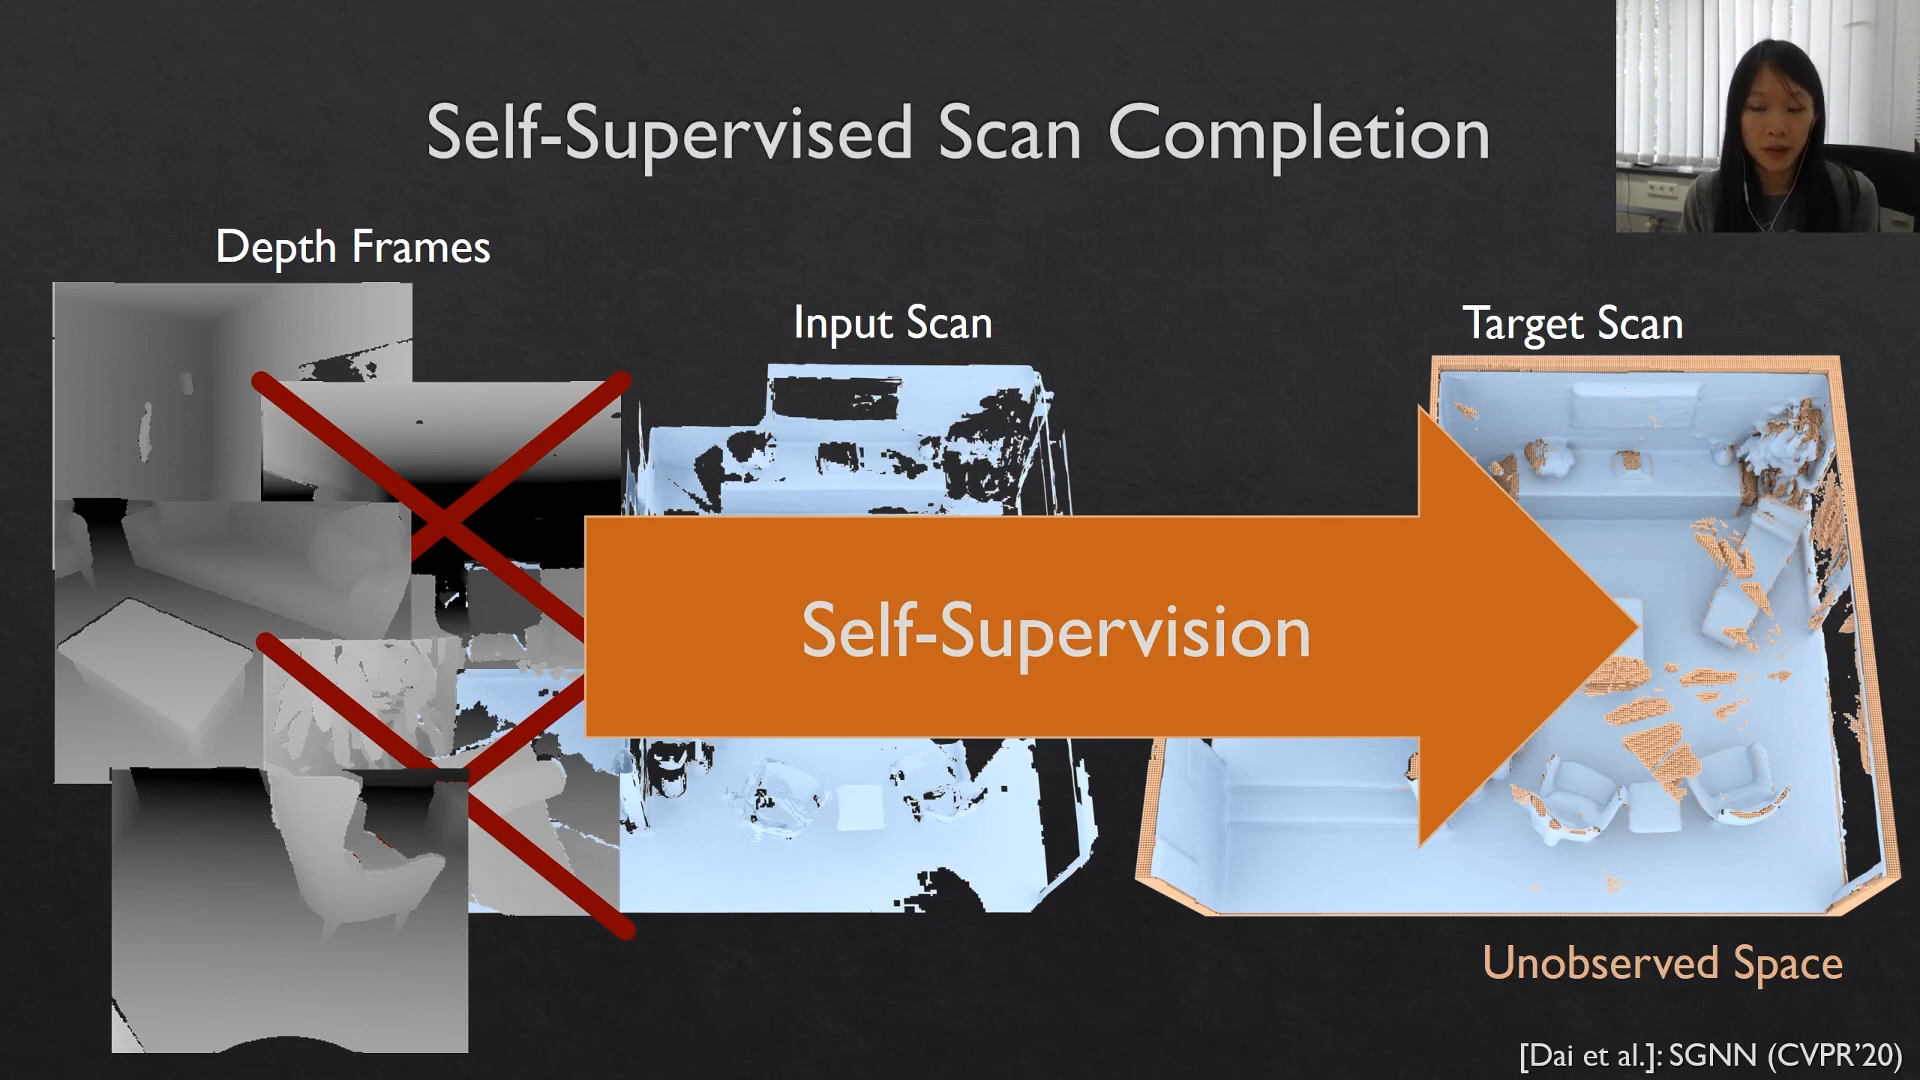 Self-Supervised Scan Completion
Depth Frames
Input Scan
Target Scan
Self-Supervision
Unobserved Space
[Dai et al.]: SGNN (CVPR'20)